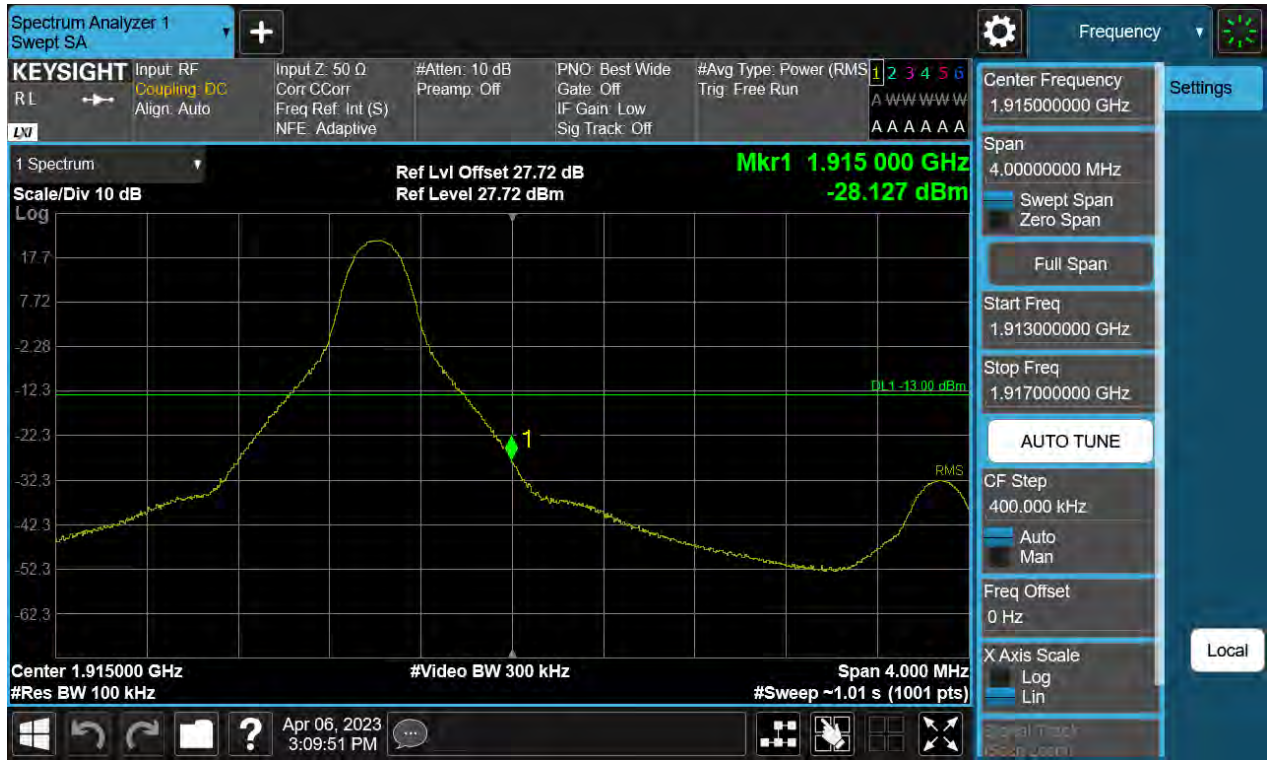 Spectrum Analyzer 1
Swept SA
+
Frequency
KEYSIGHT
RL
LXI
Input: RF
Coupling: DC
Align: Auto
Input Z: 50 Ω
Corr CCorr
Freq Ref: Int (S)
NFE: Adaptive
#Atten: 10 dB
Preamp: Off
PNO: Best Wide
Gate: Off
IF Gain: Low
Sig Track: Off
#Avg Type: Power (RMS
Trig: Free Run
1 2 3 4 5 6
A W W W W W
A A A A A A
1 Spectrum
Scale/Div 10 dB
Log
Ref Lvl Offset 27.72 dB
Ref Level 27.72 dBm
Mkr1 1.915 000 GHz
-28.127 dBm
17.7
7.72
-2.28
-12.3
-22.3
-32.3
-42.3
-52.3
-62.3
DL1 -13.00 dBm
1
RMS
Center 1.915000 GHz
#Res BW 100 kHz
#Video BW 300 kHz
Span 4.000 MHz
#Sweep ~1.01 s (1001 pts)
Center Frequency
1.915000000 GHz
Settings
Span
4.00000000 MHz
Swept Span
Zero Span
Full Span
Start Freq
1.913000000 GHz
Stop Freq
1.917000000 GHz
AUTO TUNE
CF Step
400.000 kHz
Auto
Man
Freq Offset
0 Hz
X Axis Scale
Log
Lin
Local
Signal Track
(Span Zoom)
?
Apr 06, 2023
3:09:51 PM